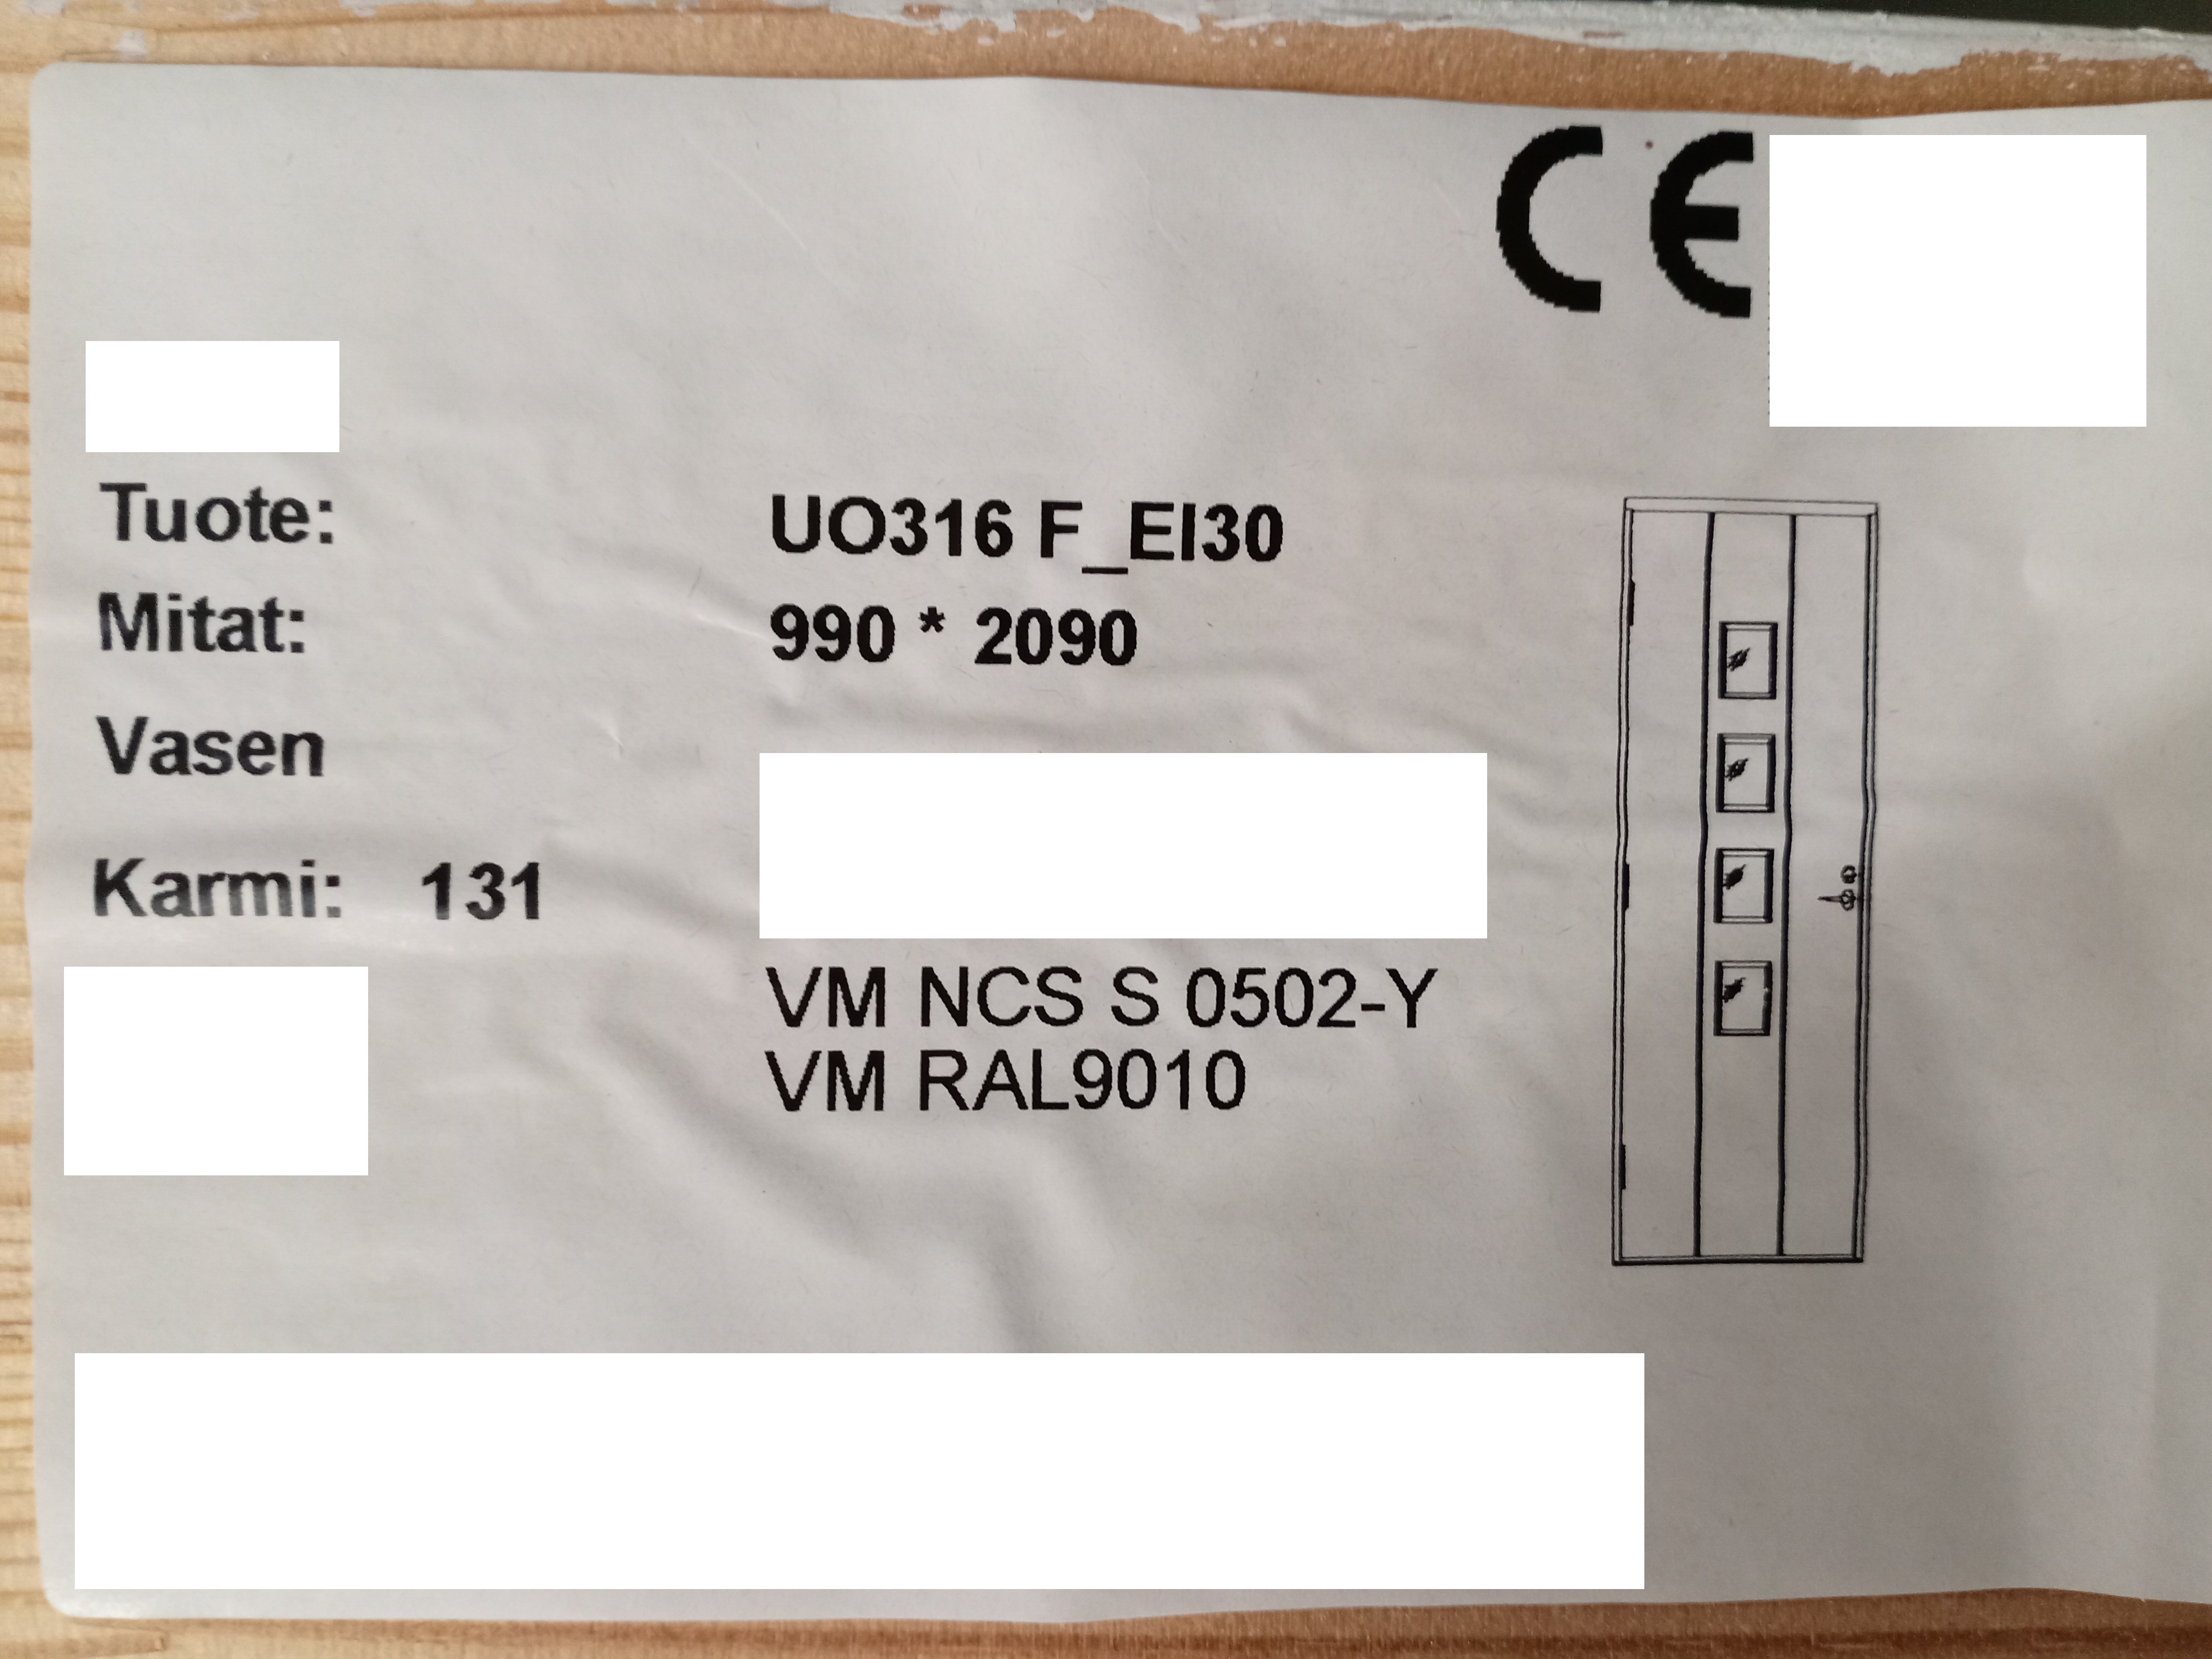 CE
Tuote: UO316 F_EI30
Mitat: 990 * 2090
Vasen
Karmi: 131
VM NCS S 0502-Y
VM RAL9010